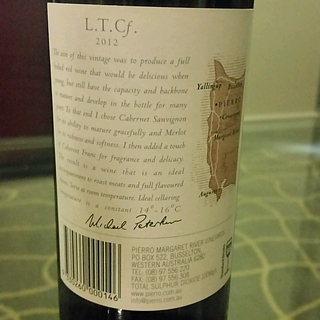 L.T.Cf.
2012
The aim of this vintage was to produce a full
bodied red wine that would be delicious when
young, but still have the capacity and backbone
to mature and develop in the bottle for many
years. To that end I chose Cabernet Sauvignon
for its ability to mature gracefully and Merlot
for its roundness and softness. I then added a touch
of Cabernet Franc for fragrance and delicacy.
The result is a wine that is an ideal
accompaniment to roast meats and full flavoured
Serve at room temperature. Ideal cellaring
temperature is a constant 14°-16°C
Michael Peterkin
Yallingup
PIERRO
Margaret
Augusta
PIERRO MARGARET RIVER VINEYARDS
PO BOX 522, BUSSELTON,
WESTERN AUSTRALIA 6280
TEL: (08) 97 556 220
FAX: (08) 97 556 308
TOTAL SULPHUR DIOXIDE
www.pierro.com.au
info@pierro.com.au
000146